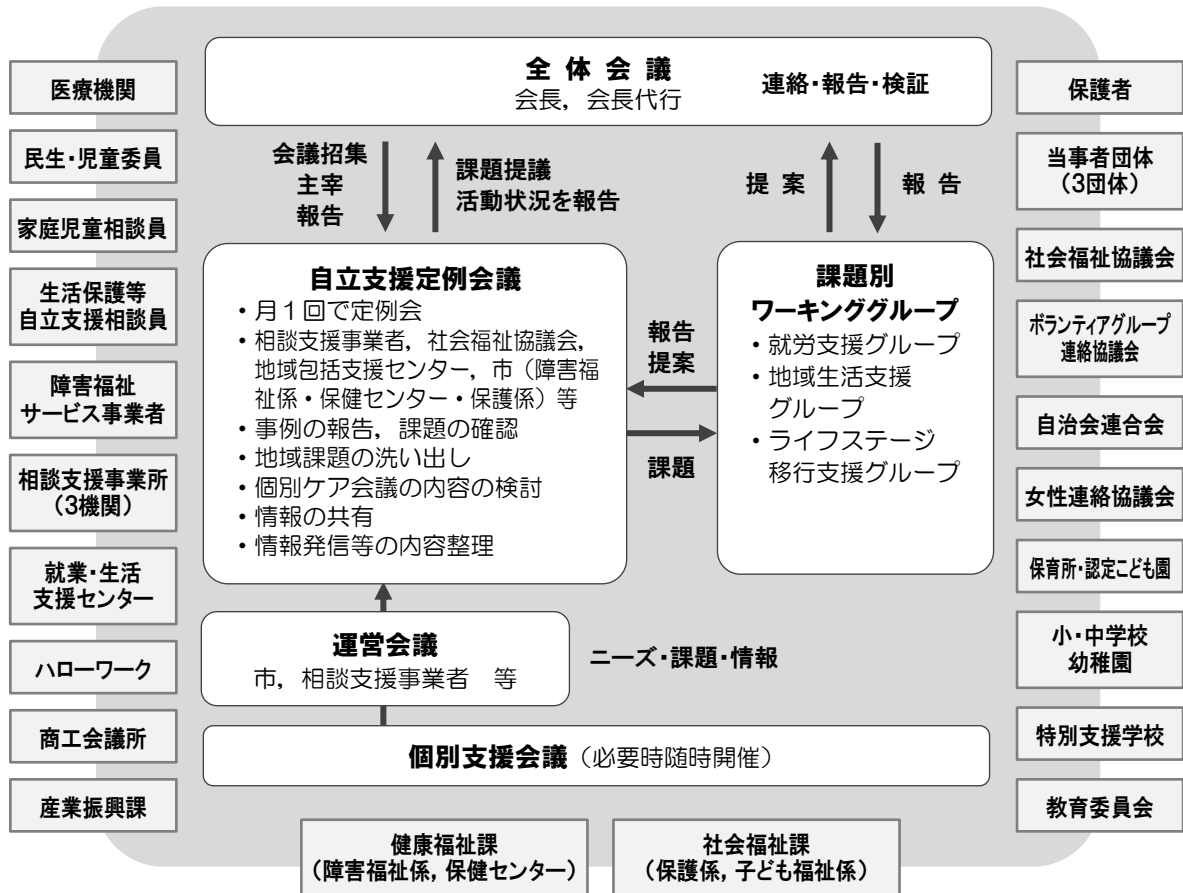 全体会議
会長，会長代行
連絡・報告・検証
医療機関
民生・児童委員
家庭児童相談員
生活保護等
自立支援相談員
障害福祉
サービス事業者
相談支援事業所
（3機関）
就業・生活
支援センター
ハローワーク
商工会議所
産業振興課
会議招集
主宰
報告
課題提議
活動状況を報告
提案
報告
自立支援定例会議
・月１回で定例会
・相談支援事業者，社会福祉協議会，
地域包括支援センター，市（障害福
祉係・保健センター・保護係）等
・事例の報告，課題の確認
・地域課題の洗い出し
・個別ケア会議の内容の検討
・情報の共有
・情報発信等の内容整理
報告
提案
課題
課題別
ワーキンググループ
・就労支援グループ
・地域生活支援
グループ
・ライフステージ
移行支援グループ
運営会議
市，相談支援事業者　等
ニーズ・課題・情報
個別支援会議（必要時随時開催）
保護者
当事者団体
（3団体）
社会福祉協議会
ボランティアグループ
連絡協議会
自治会連合会
女性連絡協議会
保育所・認定こども園
小・中学校
幼稚園
特別支援学校
教育委員会
健康福祉課
（障害福祉係，保健センター）
社会福祉課
（保護係，子ども福祉係）